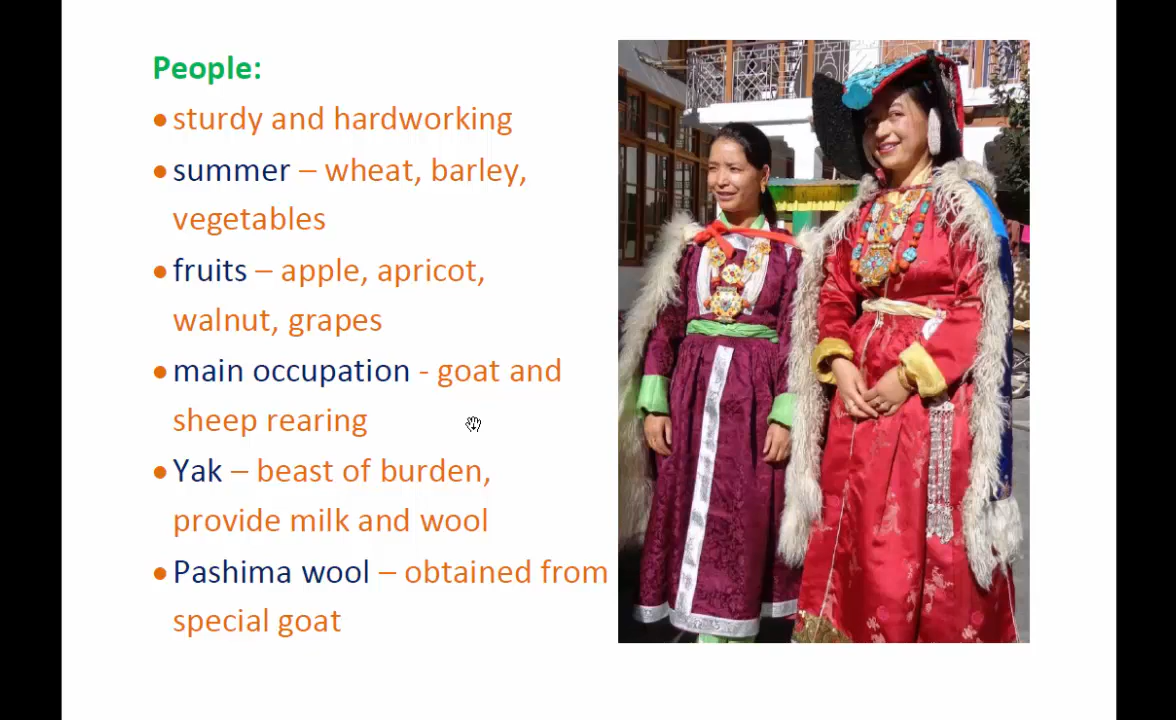 People:
• sturdy and hardworking
• summer – wheat, barley,
vegetables
• fruits – apple, apricot,
walnut, grapes
• main occupation - goat and
sheep rearing
• Yak – beast of burden,
provide milk and wool
• Pashima wool – obtained from
special goat